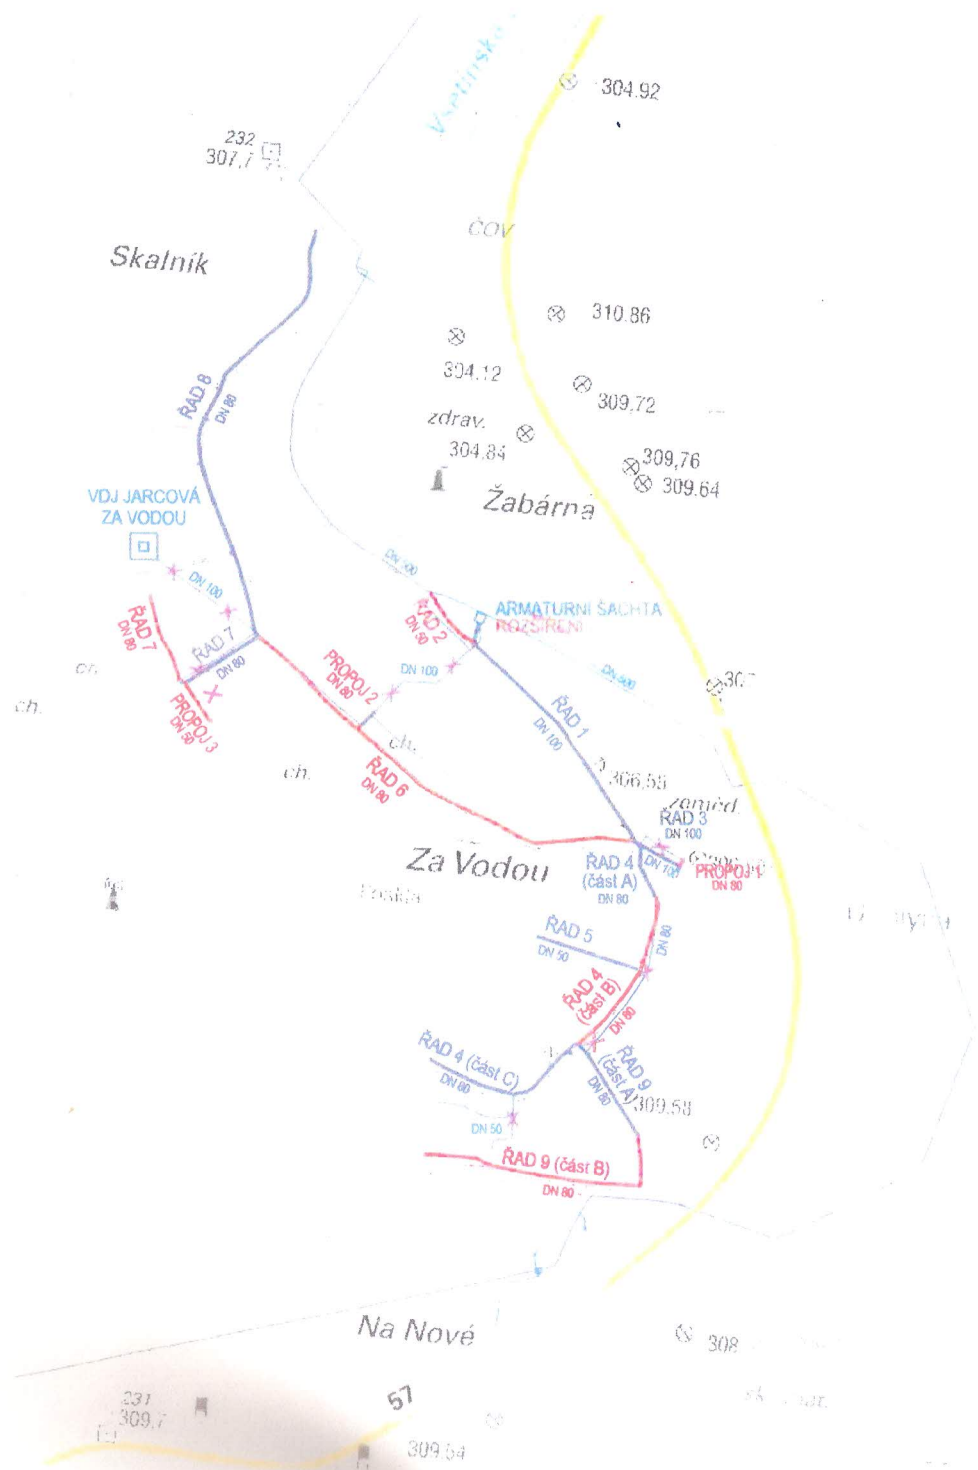 Vsetínská
304.92
232
307,7
ČOV
Skalník
310.86
304.12
309.72
zdrav.
304.84
309,76
309.64
ŘAD 8
DN 80
Žabárna
VDJ JARCOVÁ
ZA VODOU
DN 100
ARMATURNÍ ŠACHTA
ROZŠÍŘENÍ
ŘAD 2
DN 50
ŘAD 7
DN 80
ŘAD 7
DN 80
DN 100
PROPOJ 2
DN 80
DN 500
307
ch.
PROPOJ 3
DN 50
ŘAD 1
DN 100
ch.
ch.
ŘAD 6
DN 80
306.55
zeměd.
ŘAD 3
DN 100
Za Vodou
ŘAD 4
(část A)
DN 80
DN 100
PROPOJ 1
DN 80
ŘAD 5
DN 50
DN 80
ŘAD 4
(část B)
DN 80
ŘAD 4 (část C)
DN 80
ŘAD 9
(část A)
DN 80
309.58
DN 50
ŘAD 9 (část B)
DN 80
Na Nové
308
57
231
309.7
309.54